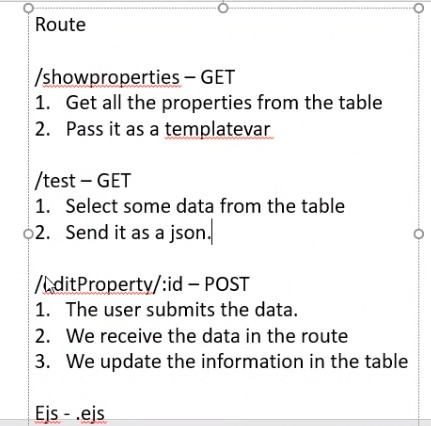 Route
/showproperties – GET
1. Get all the properties from the table
2. Pass it as a templatevar
/test – GET
1. Select some data from the table
2. Send it as a json.
/editProperty/:id – POST
1. The user submits the data.
2. We receive the data in the route
3. We update the information in the table
Ejs - .ejs